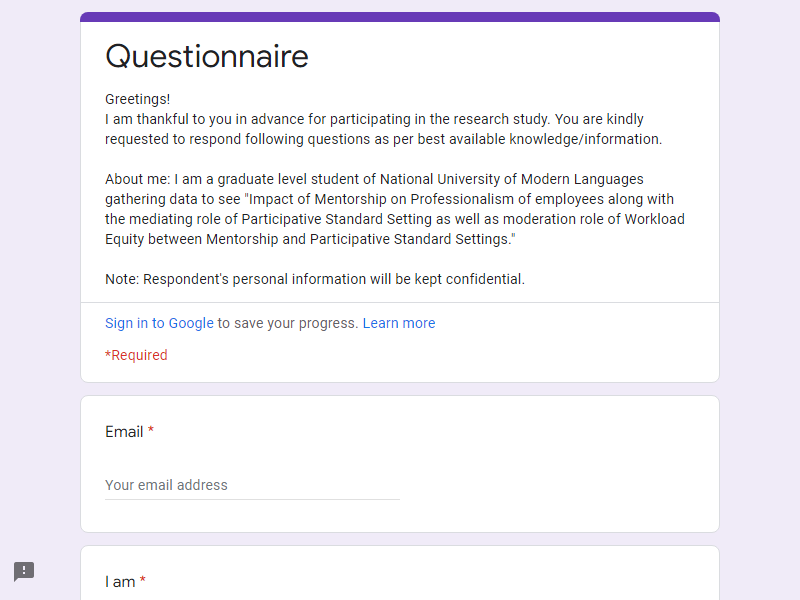 Questionnaire
Greetings!
I am thankful to you in advance for participating in the research study. You are kindly
requested to respond following questions as per best available knowledge/information.
About me: I am a graduate level student of National University of Modern Languages
gathering data to see "Impact of Mentorship on Professionalism of employees along with
the mediating role of Participative Standard Setting as well as moderation role of Workload
Equity between Mentorship and Participative Standard Settings."
Note: Respondent's personal information will be kept confidential.
Sign in to Google to save your progress. Learn more
*Required
Email *
Your email address
I am *